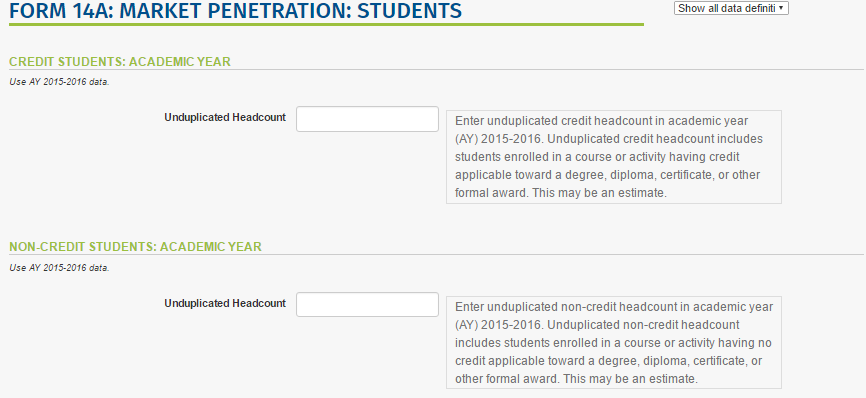 FORM 14A: MARKET PENETRATION: STUDENTS
Show all data definiti
CREDIT STUDENTS: ACADEMIC YEAR
Use AY 2015-2016 data.
Unduplicated Headcount
Enter unduplicated credit headcount in academic year
(AY) 2015-2016. Unduplicated credit headcount includes
students enrolled in a course or activity having credit
applicable toward a degree, diploma, certificate, or other
formal award. This may be an estimate.
NON-CREDIT STUDENTS: ACADEMIC YEAR
Use AY 2015-2016 data.
Unduplicated Headcount
Enter unduplicated non-credit headcount in academic year
(AY) 2015-2016. Unduplicated non-credit headcount
includes students enrolled in a course or activity having no
credit applicable toward a degree, diploma, certificate, or
other formal award. This may be an estimate.